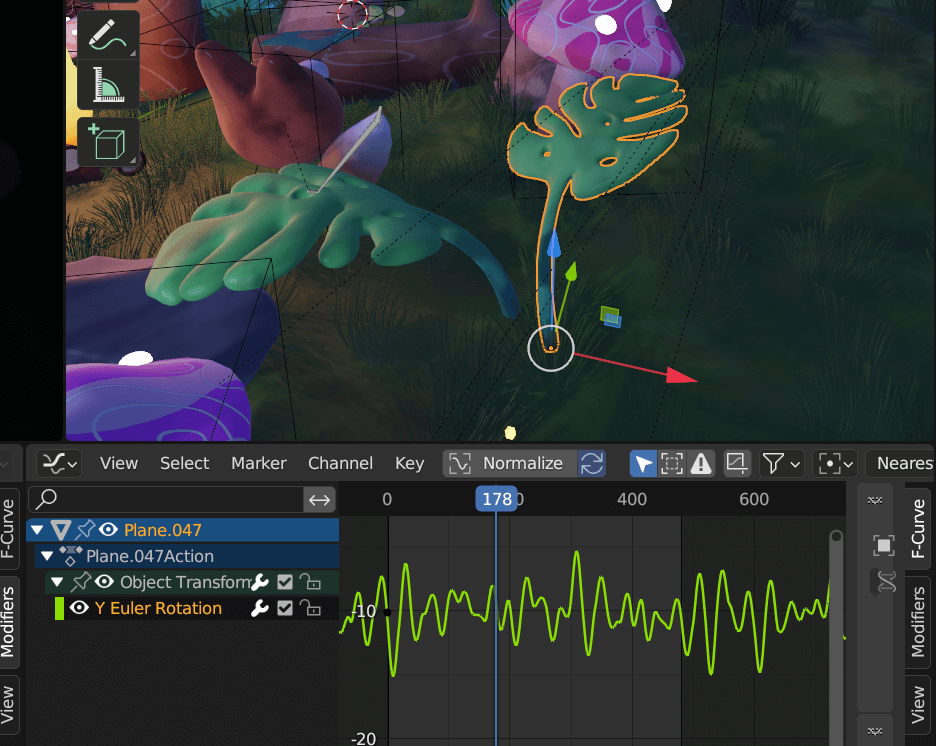 View Select Marker Channel Key Normalize Neares
0 178 0 400 600
Plane.047
Plane.047Action
Object Transform
Y Euler Rotation
-10
-20
F-Curve
Modifiers
View
F-Curve
Modifiers
View